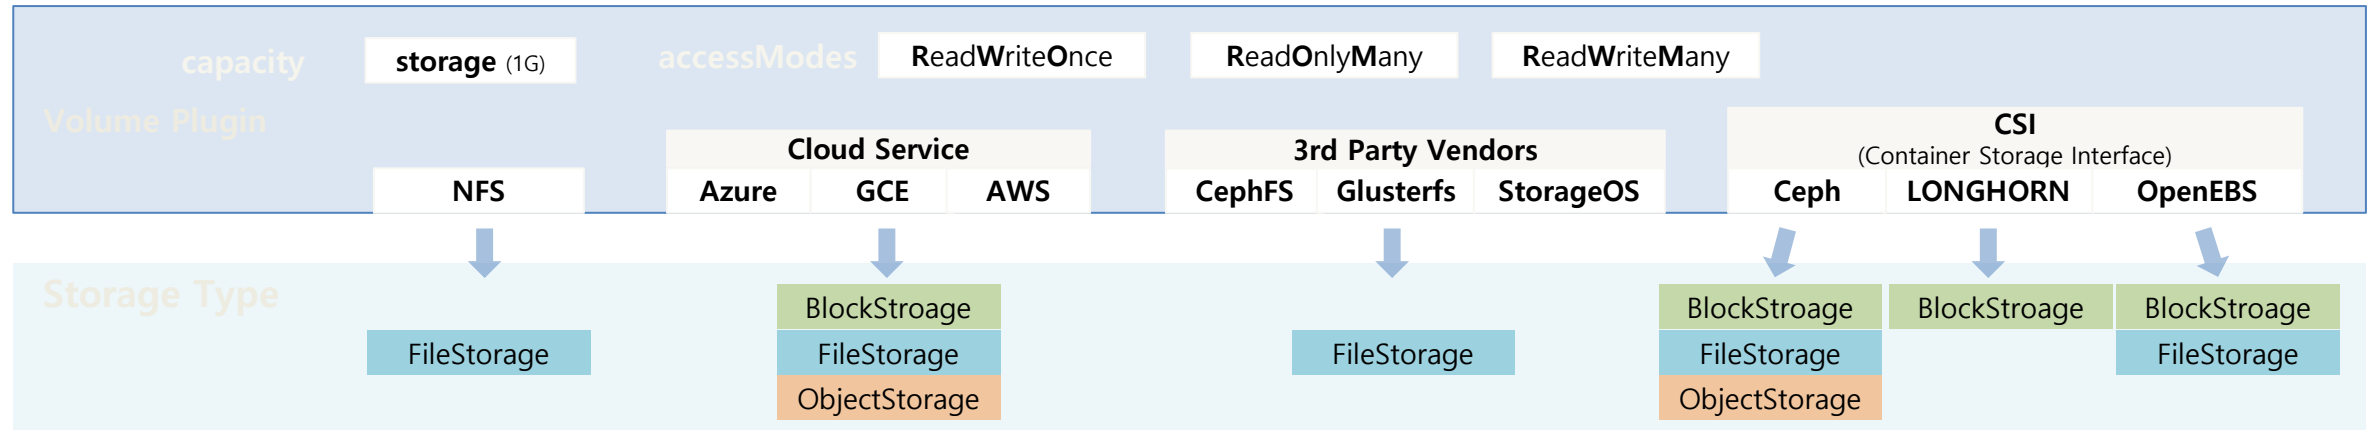 capacity
storage (1G)
accessModes
ReadWriteOnce
ReadOnlyMany
ReadWriteMany
Volume Plugin
NFS
Cloud Service
Azure
GCE
AWS
3rd Party Vendors
CephFS
Glusterfs
StorageOS
CSI
(Container Storage Interface)
Ceph
LONGHORN
OpenEBS
Storage Type
FileStorage
BlockStroage
FileStorage
ObjectStorage
FileStorage
BlockStroage
FileStorage
ObjectStorage
BlockStroage
BlockStroage
FileStorage